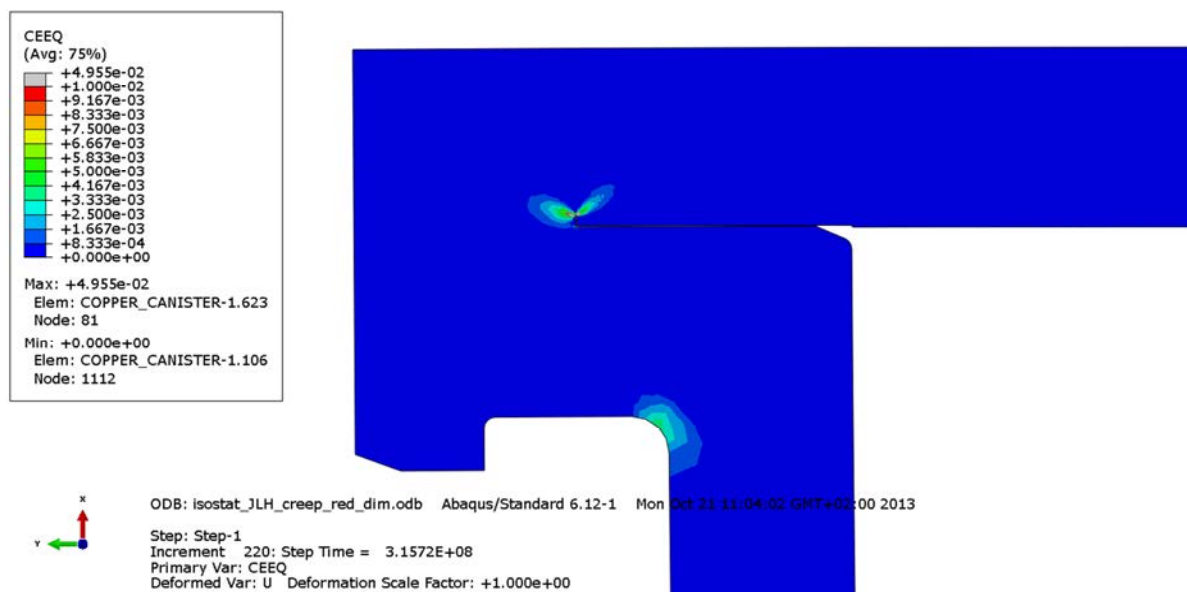 CEEQ
(Avg: 75%)
+4.955e-02
+1.000e-02
+9.167e-03
+8.333e-03
+7.500e-03
+6.667e-03
+5.833e-03
+5.000e-03
+4.167e-03
+3.333e-03
+2.500e-03
+1.667e-03
+8.333e-04
+0.000e+00
Max: +4.955e-02
Elem: COPPER_CANISTER-1.623
Node: 81
Min: +0.000e+00
Elem: COPPER_CANISTER-1.106
Node: 1112
X
Y
ODB: isostat_JLH_creep_red_dim.odb Abaqus/Standard 6.12-1 Mon Oct 21 11:04:02 GMT+02:00 2013
Step: Step-1
Increment 220: Step Time = 3.1572E+08
Primary Var: CEEQ
Deformed Var: U Deformation Scale Factor: +1.000e+00